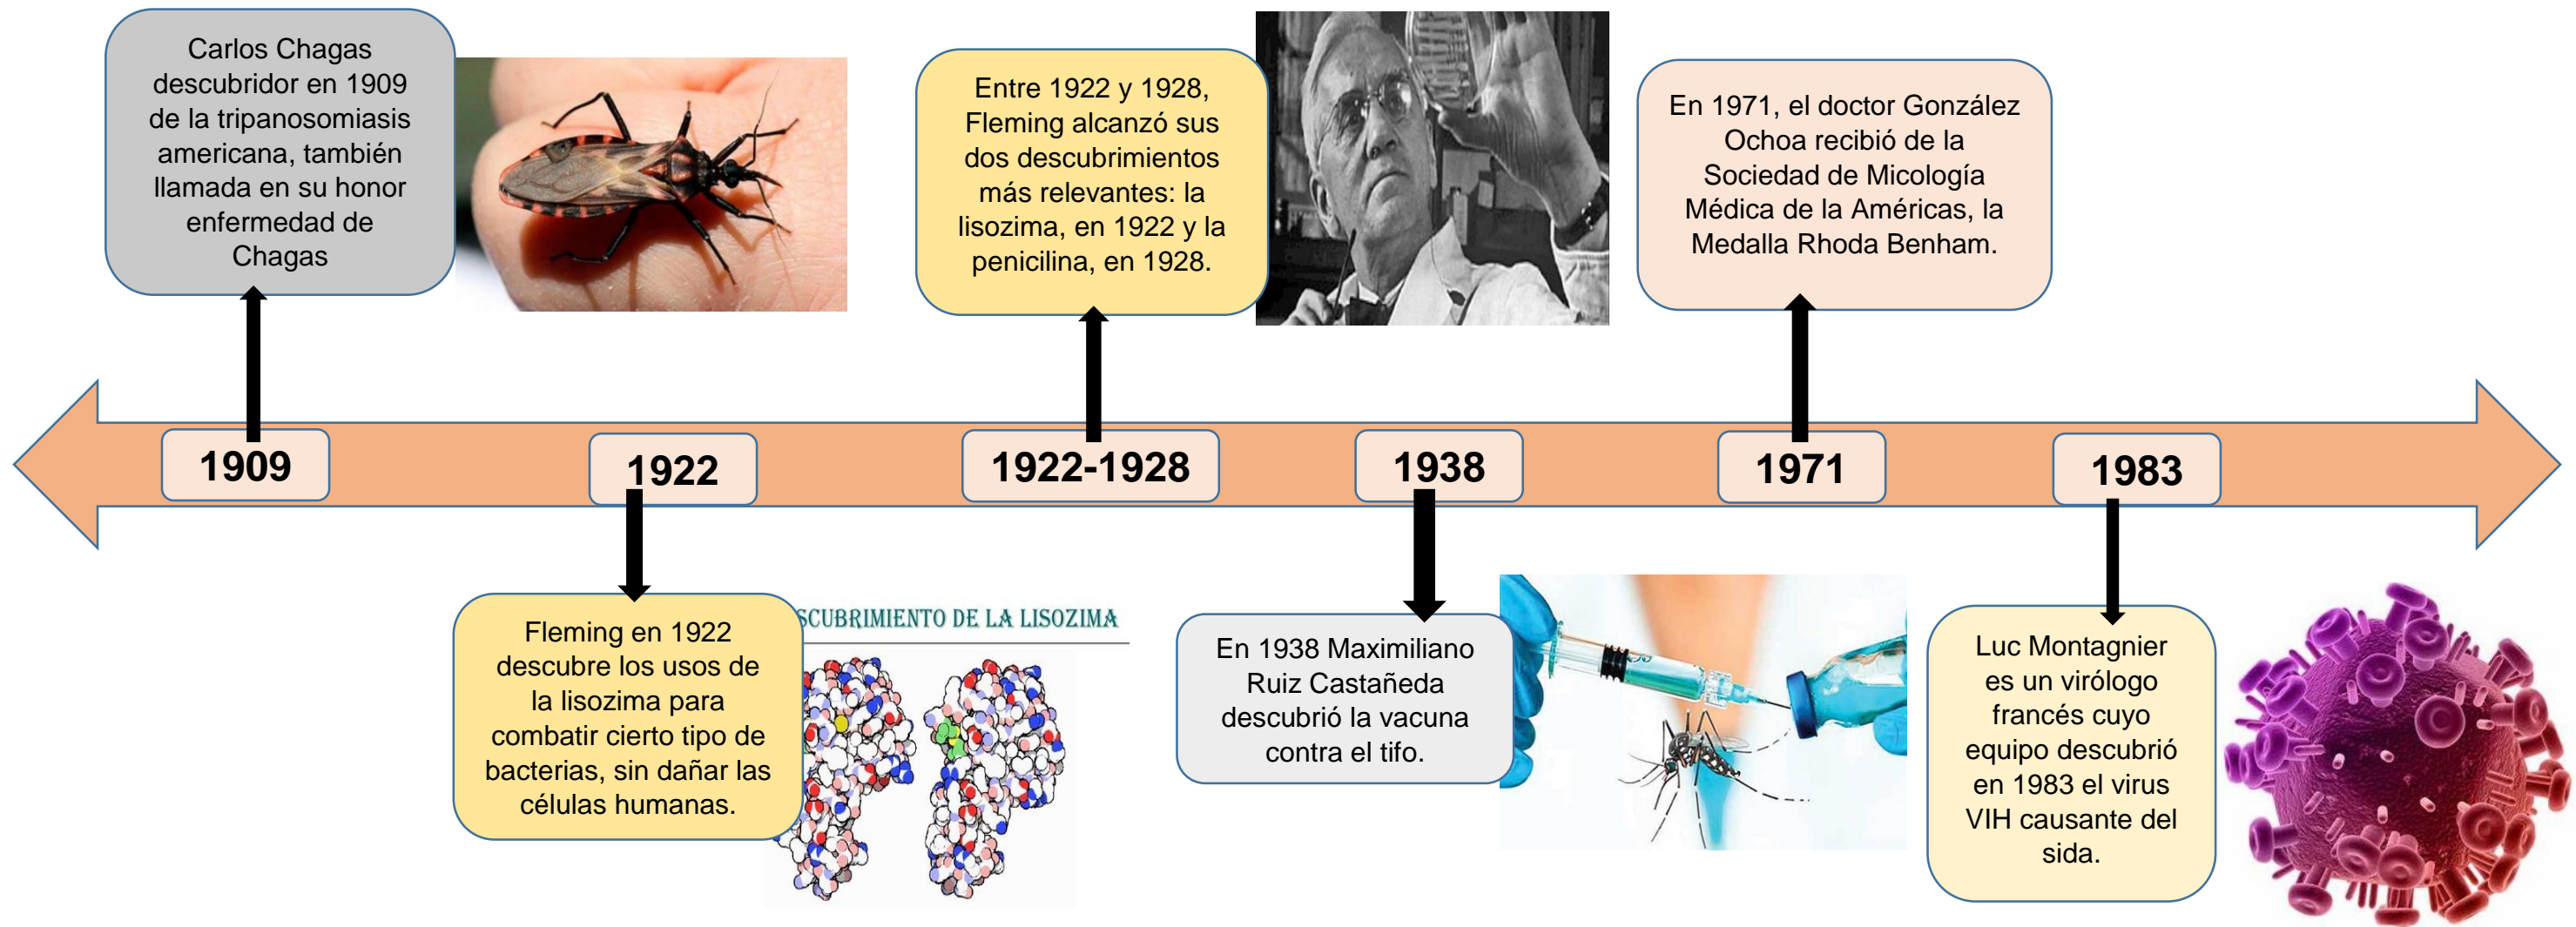 Carlos Chagas
descubridor en 1909
de la tripanosomiasis
americana, también
llamada en su honor
enfermedad de
Chagas
Entre 1922 y 1928,
Fleming alcanzó sus
dos descubrimientos
más relevantes: la
lisozima, en 1922 y la
penicilina, en 1928.
En 1971, el doctor González
Ochoa recibió de la
Sociedad de Micología
Médica de la Américas, la
Medalla Rhoda Benham.
1909
1922
1922-1928
1938
1971
1983
Fleming en 1922
descubre los usos de
la lisozima para
combatir cierto tipo de
bacterias, sin dañar las
células humanas.
SCUBRIMIENTO DE LA LISOZIMA
En 1938 Maximiliano
Ruiz Castañeda
descubrió la vacuna
contra el tifo.
Luc Montagnier
es un virólogo
francés cuyo
equipo descubrió
en 1983 el virus
VIH causante del
sida.